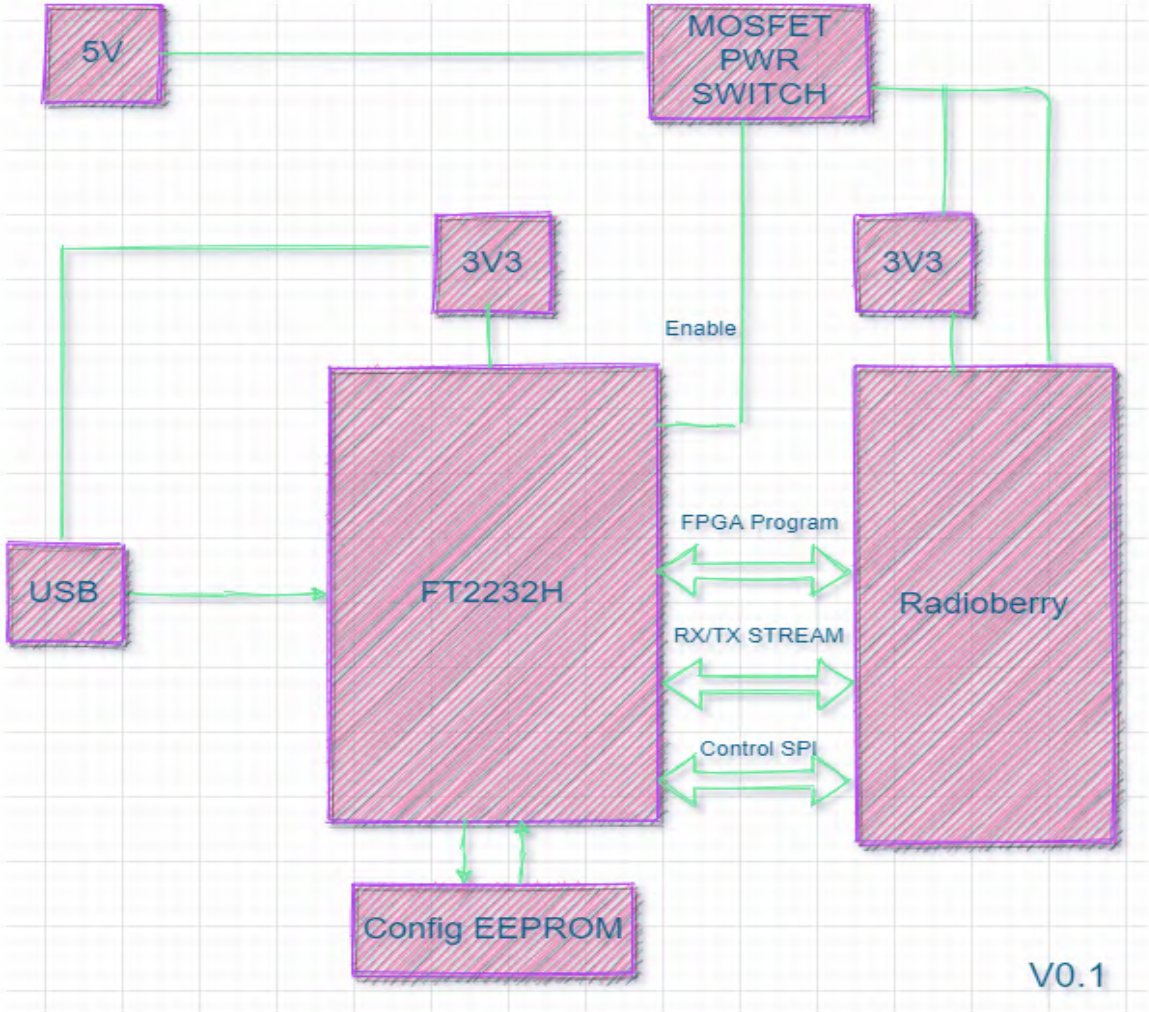 5V
MOSFET
PWR
SWITCH
3V3
3V3
Enable
FPGA Program
USB
FT2232H
Radioberry
RX/TX STREAM
Control SPI
Config EEPROM
V0.1